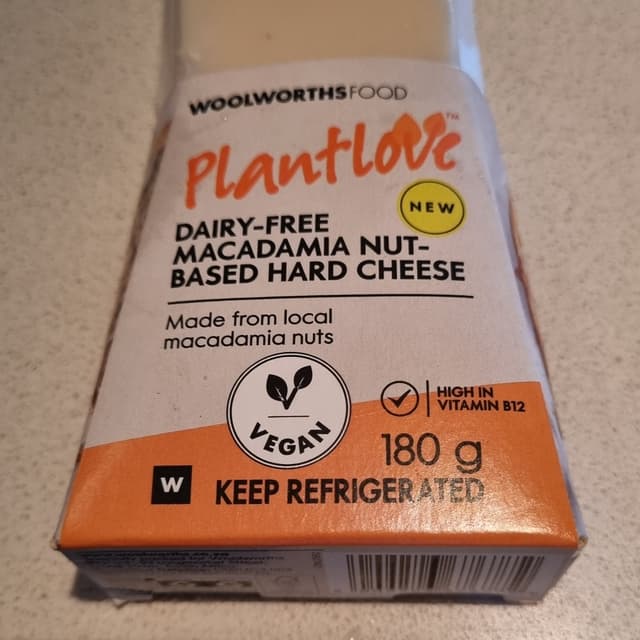 WOOLWORTHSFOOD
Plantlove™
NEW
DAIRY-FREE
MACADAMIA NUT-
BASED HARD CHEESE
Made from local
macadamia nuts
VEGAN
HIGH IN
VITAMIN B12
180 g
W
KEEP REFRIGERATED